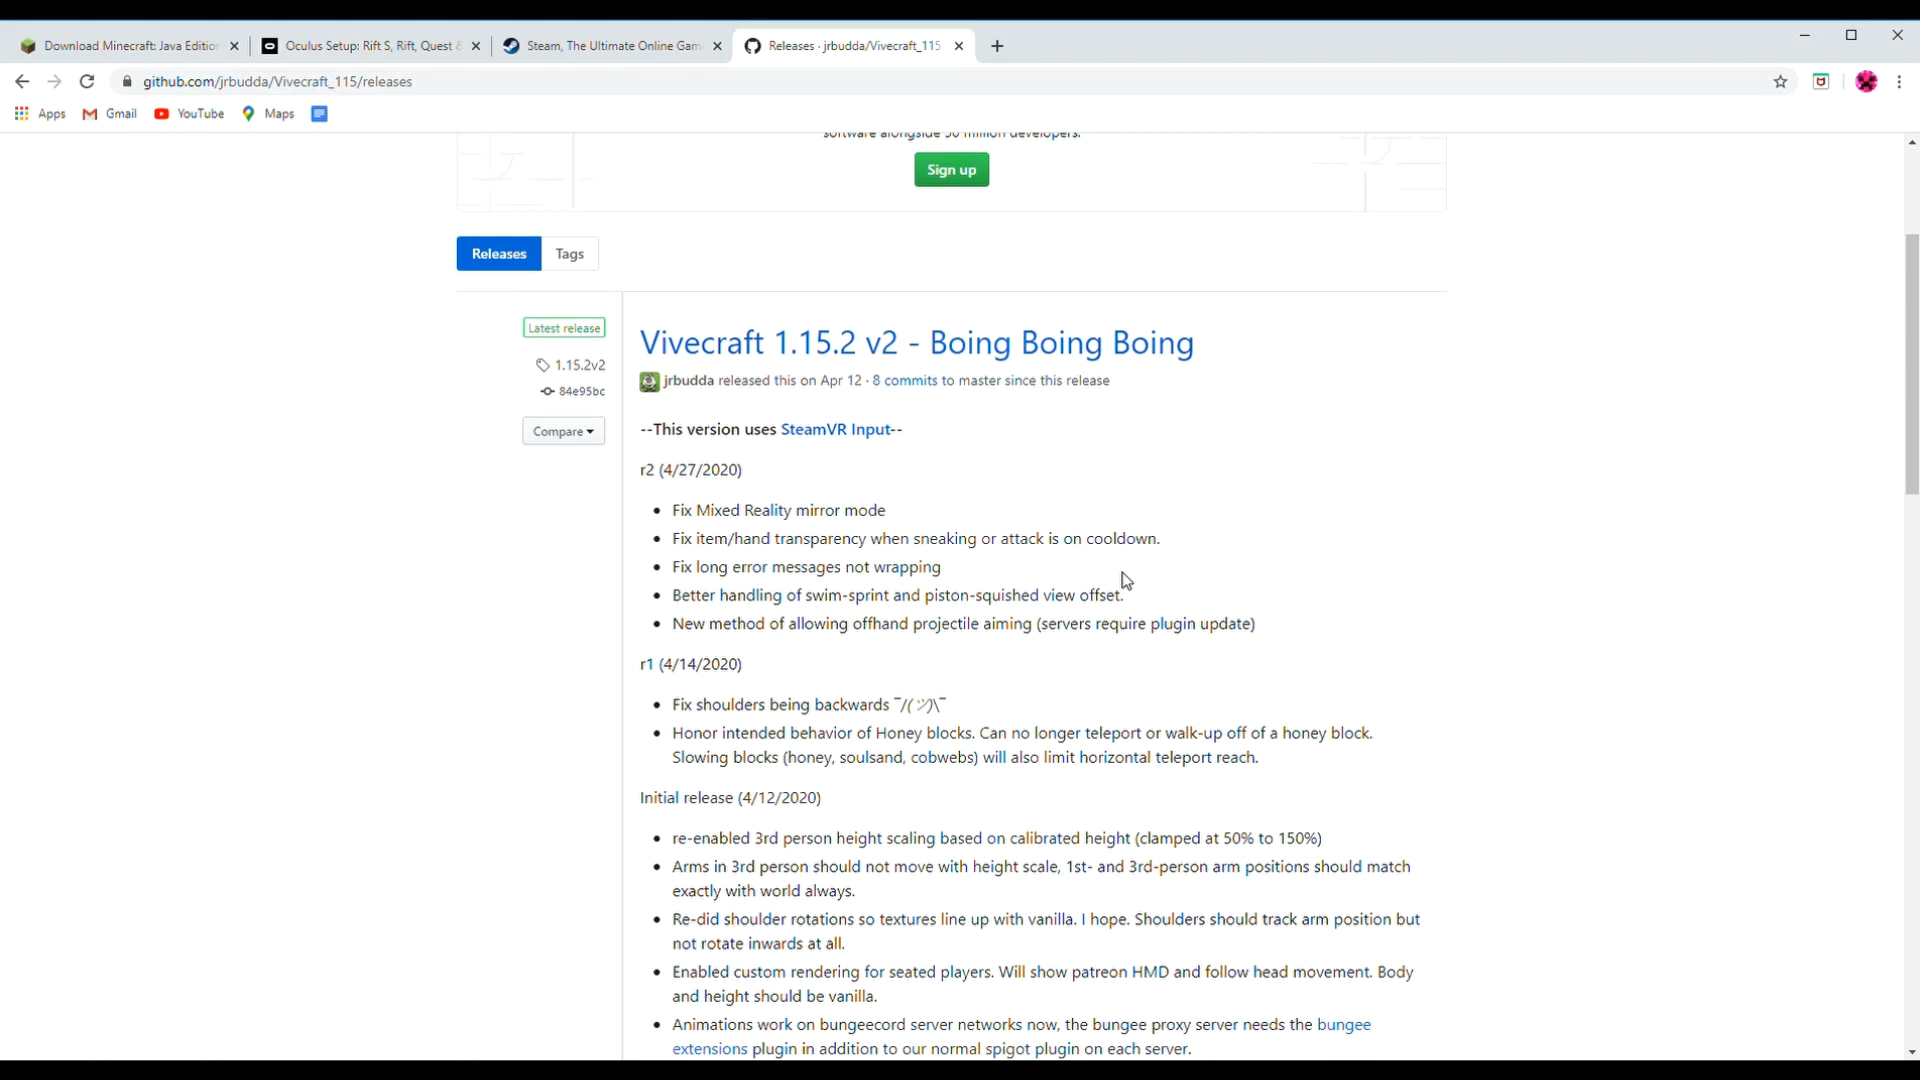 Download Minecraft: Java Edition
Oculus Setup: Rift S, Rift, Quest &
Steam, The Ultimate Online Gam
Releases · jrbudda/Vivecraft_115
github.com/jrbudda/Vivecraft_115/releases
Apps Gmail YouTube Maps
software alongside 50 million developers.
Sign up
Releases Tags
Latest release
1.15.2v2
84e95bc
Compare
Vivecraft 1.15.2 v2 - Boing Boing Boing
jrbudda released this on Apr 12 · 8 commits to master since this release
--This version uses SteamVR Input--
r2 (4/27/2020)
• Fix Mixed Reality mirror mode
• Fix item/hand transparency when sneaking or attack is on cooldown.
• Fix long error messages not wrapping
• Better handling of swim-sprint and piston-squished view offset.
• New method of allowing offhand projectile aiming (servers require plugin update)
r1 (4/14/2020)
• Fix shoulders being backwards ¯/(ツ)\¯
• Honor intended behavior of Honey blocks. Can no longer teleport or walk-up off of a honey block.
Slowing blocks (honey, soulsand, cobwebs) will also limit horizontal teleport reach.
Initial release (4/12/2020)
• re-enabled 3rd person height scaling based on calibrated height (clamped at 50% to 150%)
• Arms in 3rd person should not move with height scale, 1st- and 3rd-person arm positions should match
exactly with world always.
• Re-did shoulder rotations so textures line up with vanilla. I hope. Shoulders should track arm position but
not rotate inwards at all.
• Enabled custom rendering for seated players. Will show patreon HMD and follow head movement. Body
and height should be vanilla.
• Animations work on bungeecord server networks now, the bungee proxy server needs the bungee
extensions plugin in addition to our normal spigot plugin on each server.